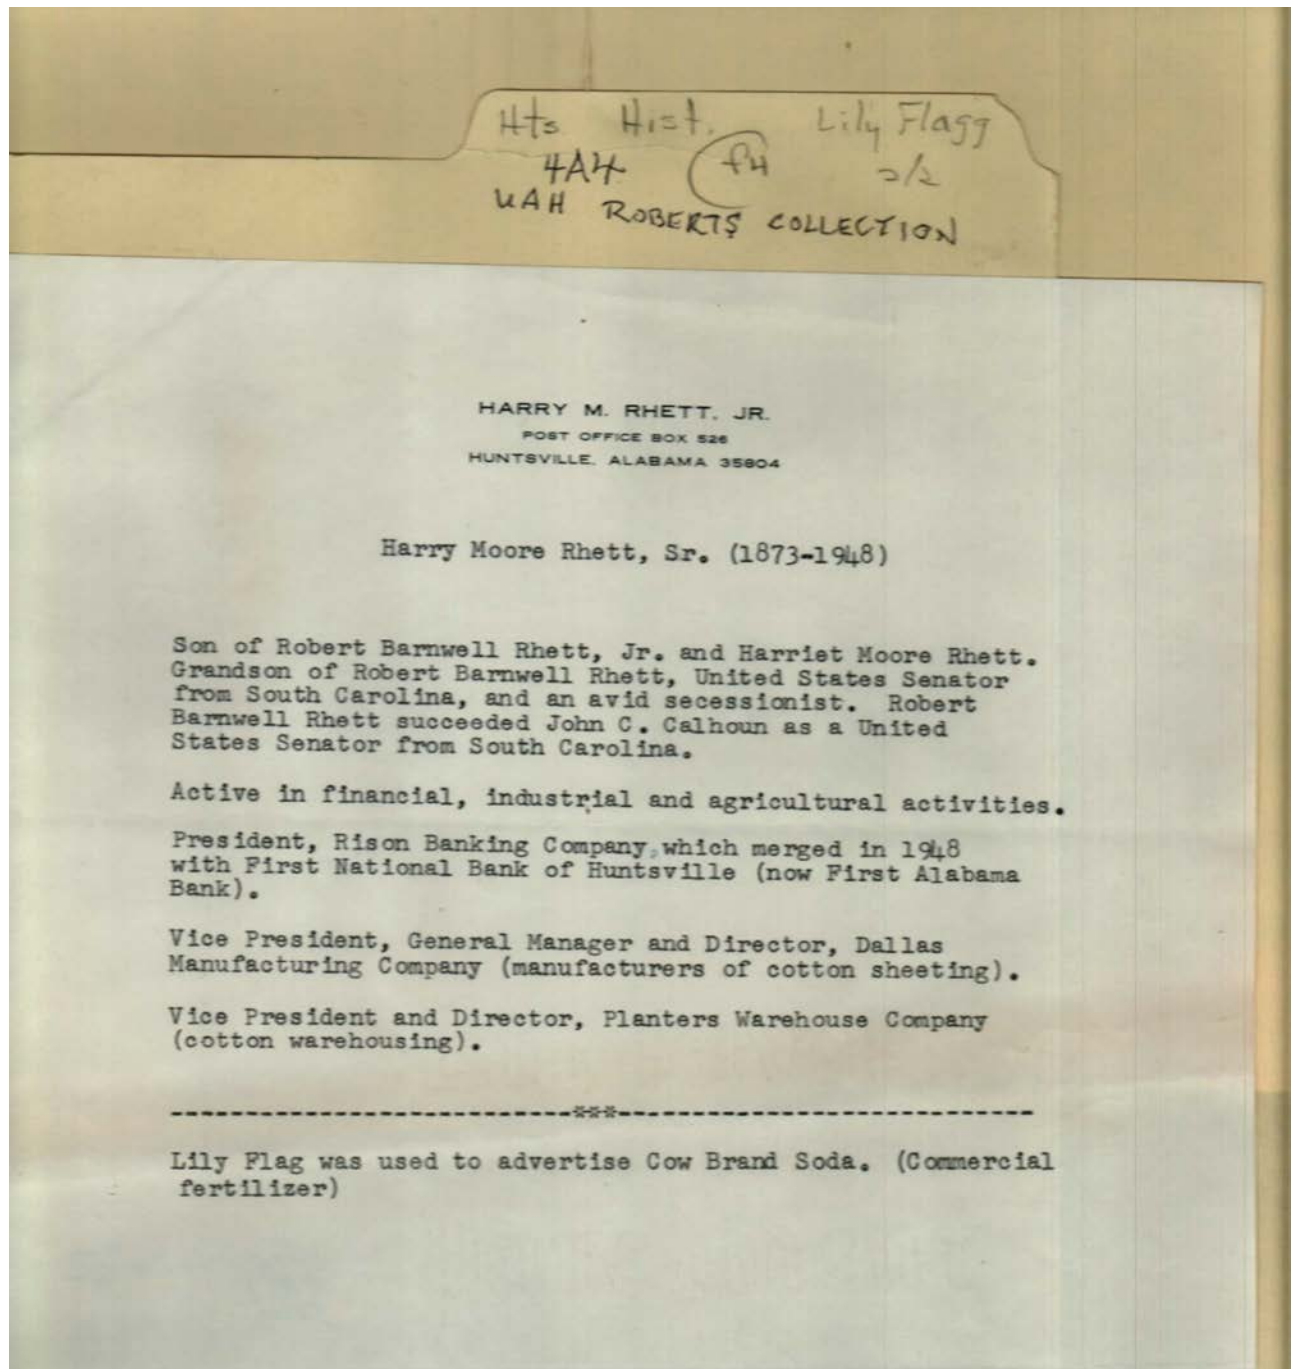 Hts Hist. Lily Flagg
4A4 f4 2/2
UAH ROBERTS COLLECTION
HARRY M. RHETT, JR.
POST OFFICE BOX 526
HUNTSVILLE, ALABAMA 35804
Harry Moore Rhett, Sr. (1873-1948)
Son of Robert Barnwell Rhett, Jr. and Harriet Moore Rhett.
Grandson of Robert Barnwell Rhett, United States Senator
from South Carolina, and an avid secessionist. Robert
Barnwell Rhett succeeded John C. Calhoun as a United
States Senator from South Carolina.
Active in financial, industrial and agricultural activities.
President, Rison Banking Company, which merged in 1948
with First National Bank of Huntsville (now First Alabama
Bank).
Vice President, General Manager and Director, Dallas
Manufacturing Company (manufacturers of cotton sheeting).
Vice President and Director, Planters Warehouse Company
(cotton warehousing).
---------------------------***----------------------------
Lily Flag was used to advertise Cow Brand Soda. (Commercial
fertilizer)